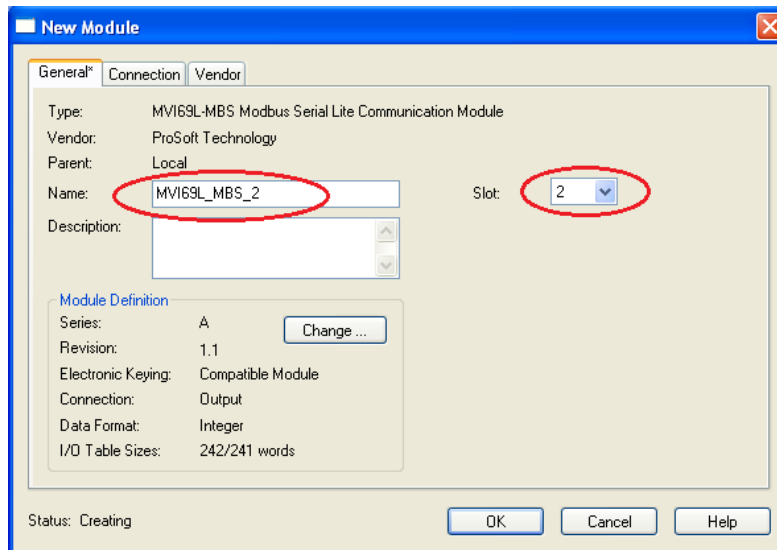 New Module
General* Connection Vendor
Type: MVI69L-MBS Modbus Serial Lite Communication Module
Vendor: ProSoft Technology
Parent: Local
Name: MVI69L_MBS_2 Slot: 2
Description:
Module Definition
Series: A Change ...
Revision: 1.1
Electronic Keying: Compatible Module
Connection: Output
Data Format: Integer
I/O Table Sizes: 242/241 words
Status: Creating OK Cancel Help